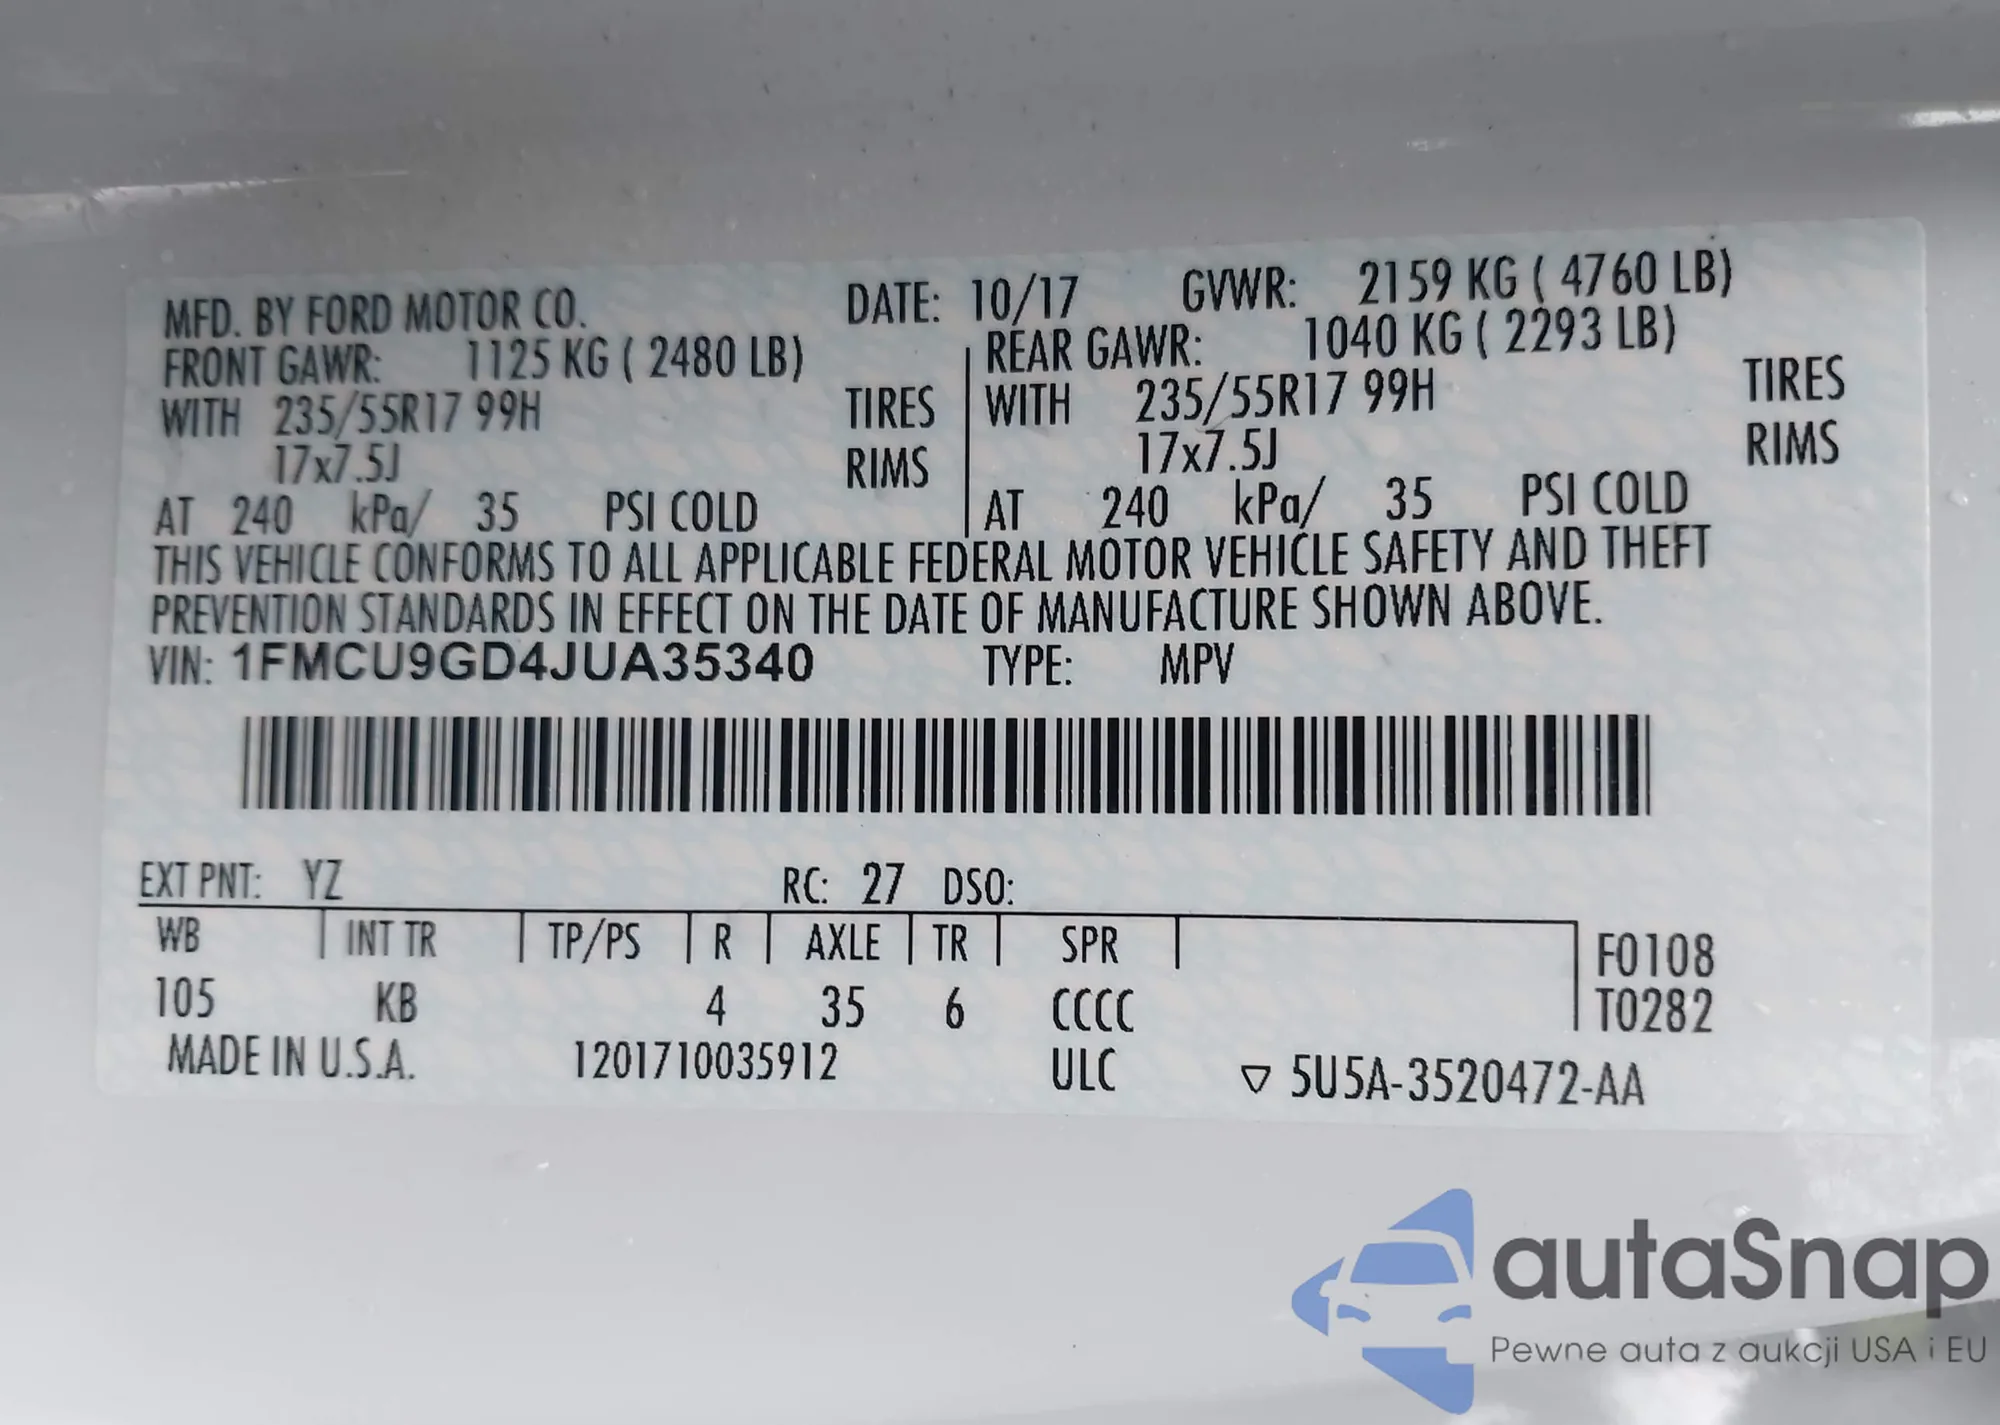 MFD. BY FORD MOTOR CO. DATE: 10/17 GVWR: 2159 KG ( 4760 LB)
FRONT GAWR: 1125 KG ( 2480 LB) REAR GAWR: 1040 KG ( 2293 LB)
WITH 235/55R17 99H TIRES WITH 235/55R17 99H TIRES
17x7.5J RIMS 17x7.5J RIMS
AT 240 kPa/ 35 PSI COLD AT 240 kPa/ 35 PSI COLD
THIS VEHICLE CONFORMS TO ALL APPLICABLE FEDERAL MOTOR VEHICLE SAFETY AND THEFT
PREVENTION STANDARDS IN EFFECT ON THE DATE OF MANUFACTURE SHOWN ABOVE.
VIN: 1FMCU9GD4JUA35340 TYPE: MPV
EXT PNT: YZ RC: 27 DSO:
WB INT TR TP/PS R AXLE TR SPR F0108
105 KB 4 35 6 CCCC T0282
MADE IN U.S.A. 1201710035912 ULC ▽ 5U5A-3520472-AA
autaSnap
Pewne auta z aukcji USA i EU